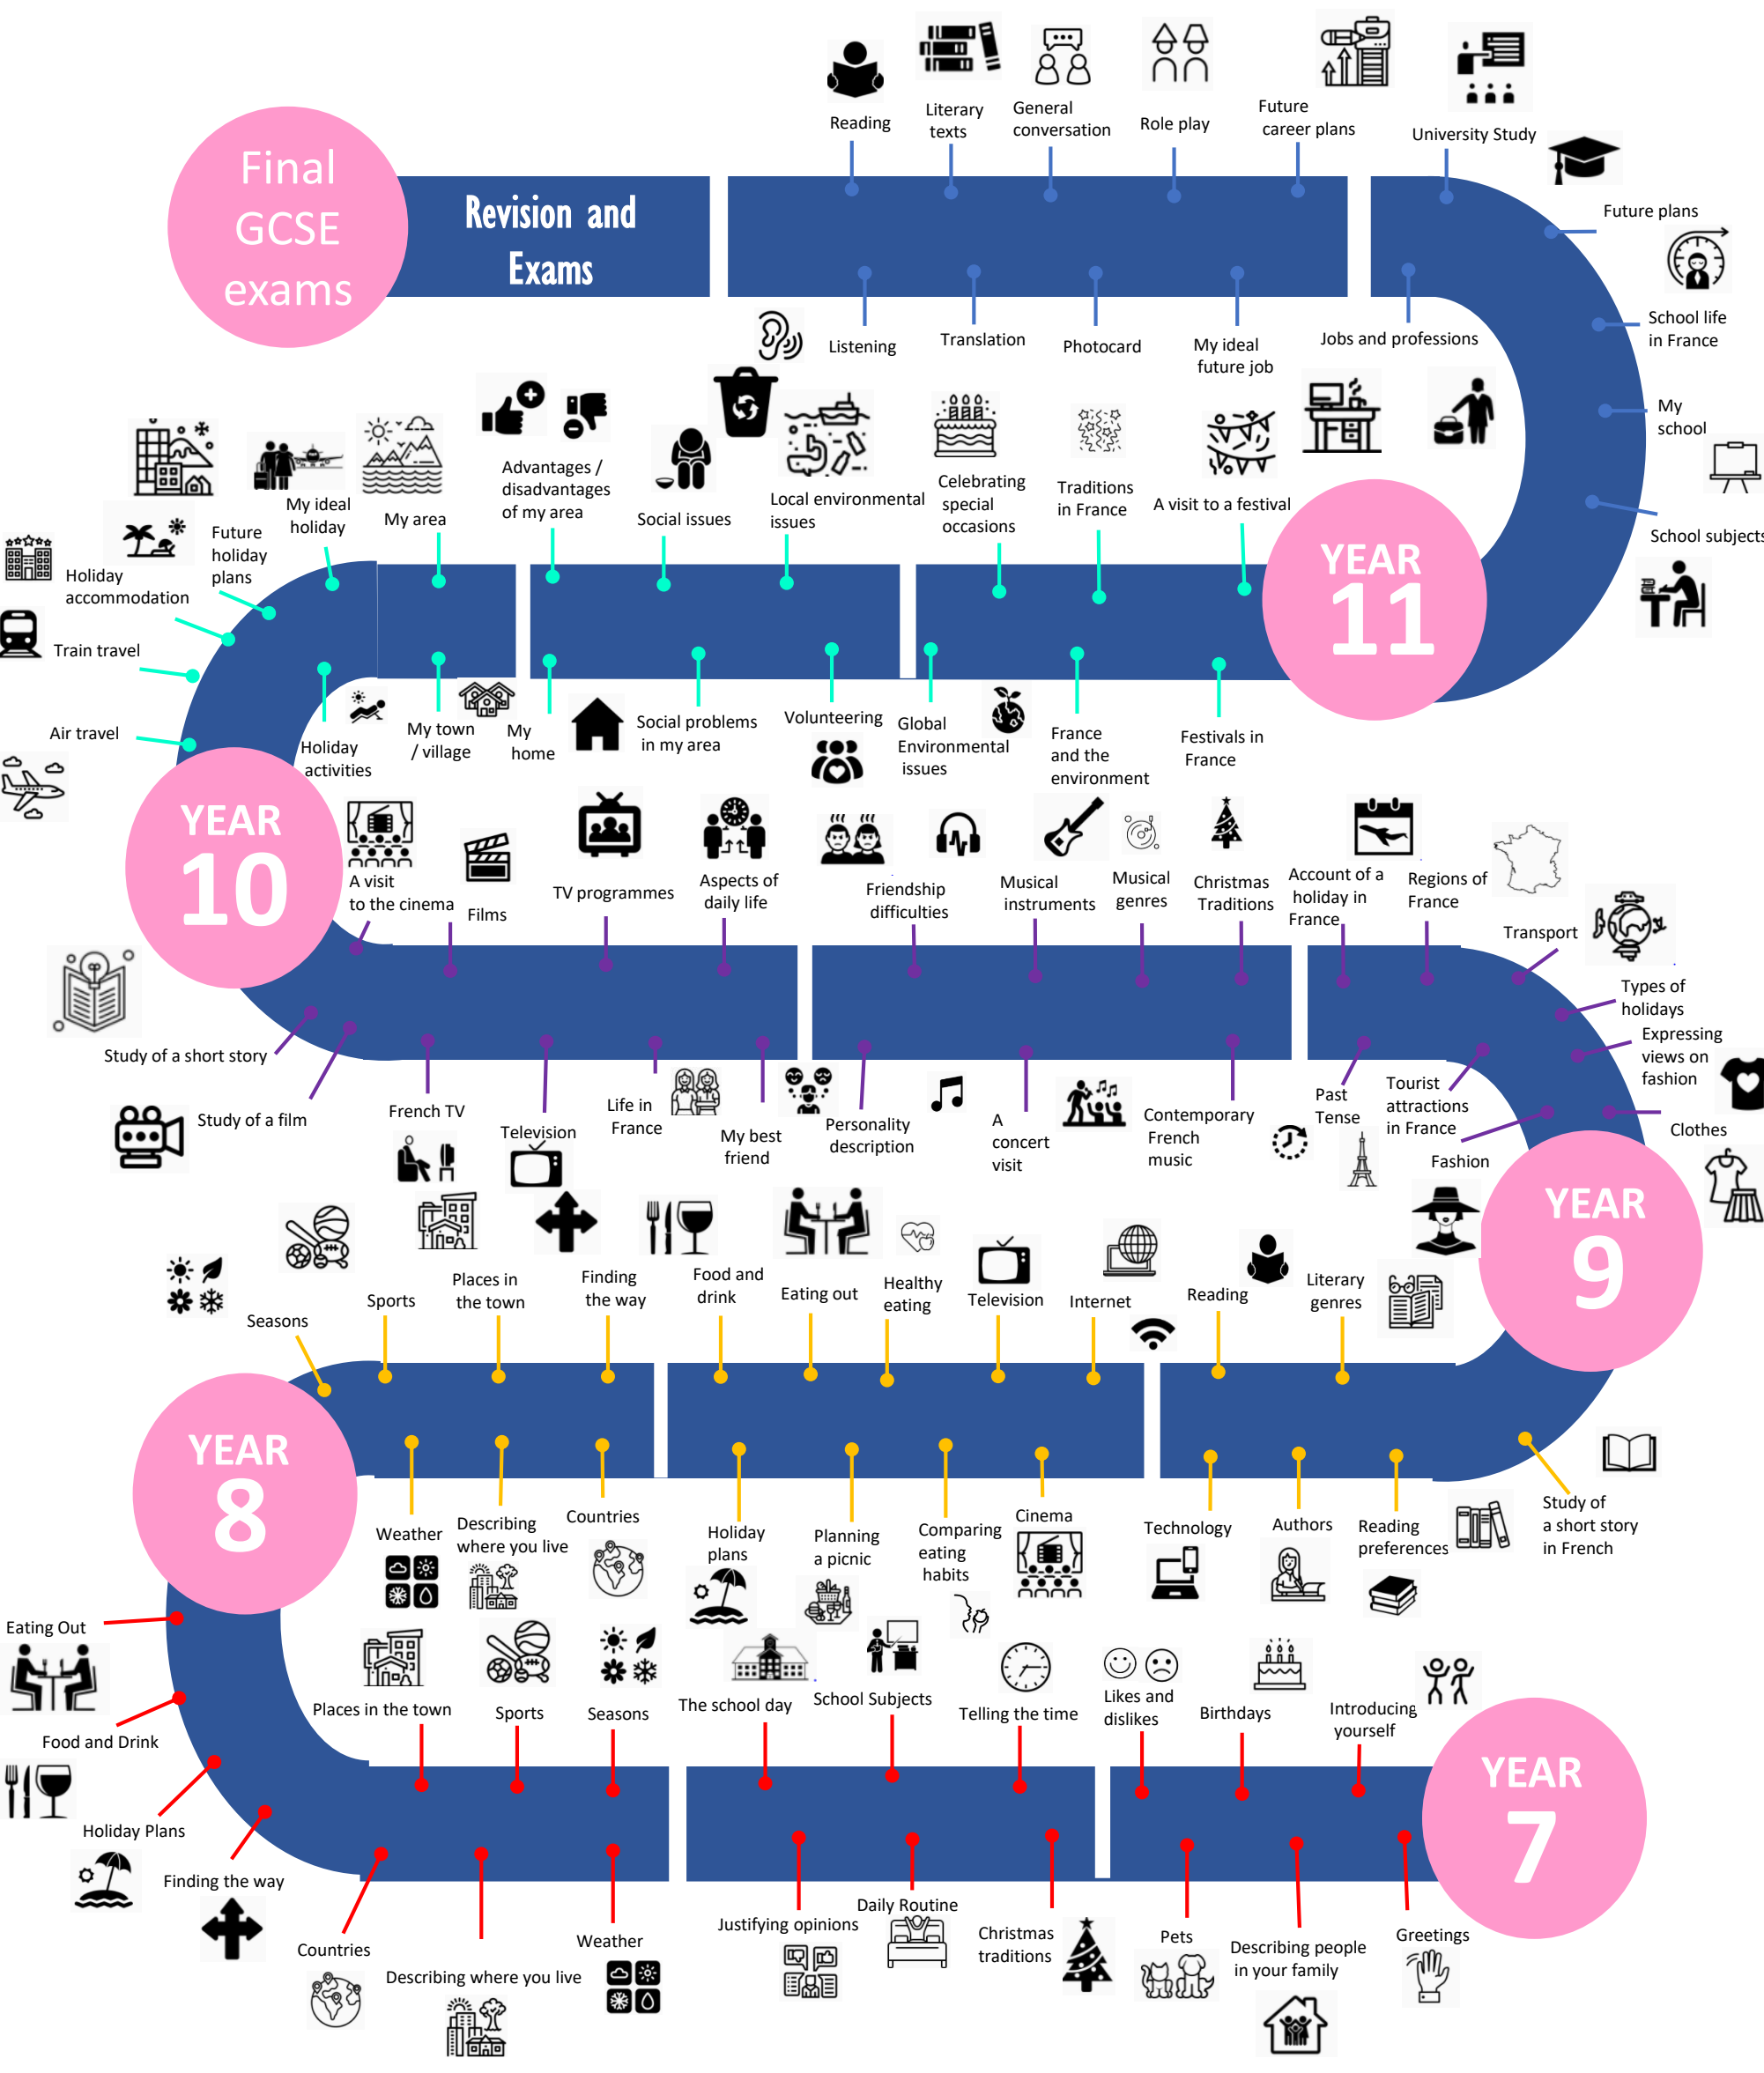 Reading
Literary
texts
General
conversation
Role play
Future
career plans
University Study
Final
GCSE
exams
Revision and
Exams
Future plans
School life
in France
My
school
School subjects
Listening
Translation
Photocard
My ideal
future job
Jobs and professions
Advantages /
disadvantages
of my area
Social issues
Local environmental
issues
Celebrating
special
occasions
Traditions
in France
A visit to a festival
My area
My ideal
holiday
Future
holiday
plans
Holiday
accommodation
Train travel
Air travel
YEAR
11
Holiday
activities
My town
/ village
My
home
Social problems
in my area
Volunteering
Global
Environmental
issues
France
and the
environment
Festivals in
France
YEAR
10
A visit
to the cinema
Films
TV programmes
Aspects of
daily life
Friendship
difficulties
Musical
instruments
Musical
genres
Christmas
Traditions
Account of a
holiday in
France
Regions of
France
Transport
Types of
holidays
Expressing
views on
fashion
Clothes
Study of a short story
Study of a film
French TV
Television
Life in
France
My best
friend
Personality
description
A
concert
visit
Contemporary
French
music
Past
Tense
Tourist
attractions
in France
Fashion
YEAR
9
Seasons
Sports
Places in
the town
Finding
the way
Food and
drink
Eating out
Healthy
eating
Television
Internet
Reading
Literary
genres
YEAR
8
Weather
Describing
where you live
Countries
Holiday
plans
Planning
a picnic
Comparing
eating
habits
Cinema
Technology
Authors
Reading
preferences
Study of
a short story
in French
Eating Out
Food and Drink
Holiday Plans
Finding the way
Places in the town
Sports
Seasons
The school day
School Subjects
Telling the time
Likes and
dislikes
Birthdays
Introducing
yourself
YEAR
7
Countries
Describing where you live
Weather
Justifying opinions
Daily Routine
Christmas
traditions
Pets
Describing people
in your family
Greetings